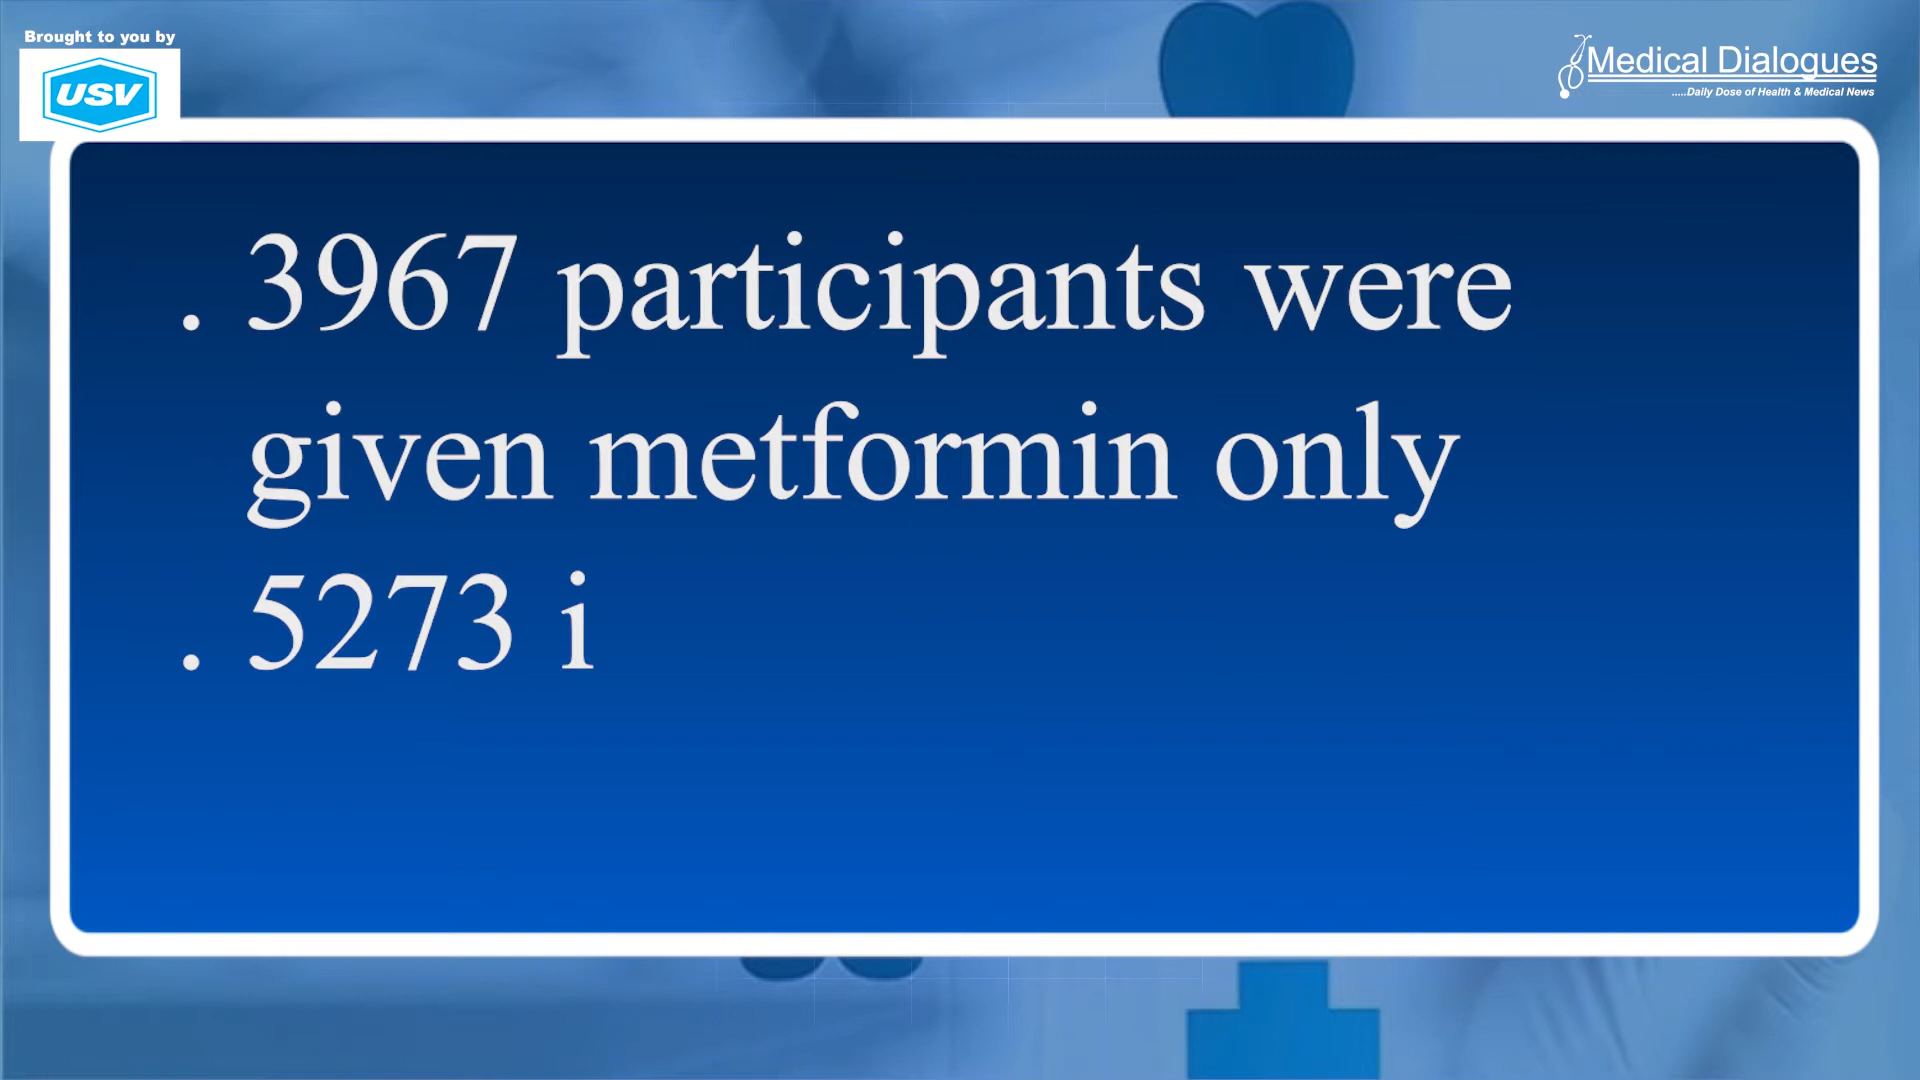 Brought to you by
USV
Medical Dialogues
.....Daily Dose of Health & Medical News
. 3967 participants were
given metformin only
. 5273 i